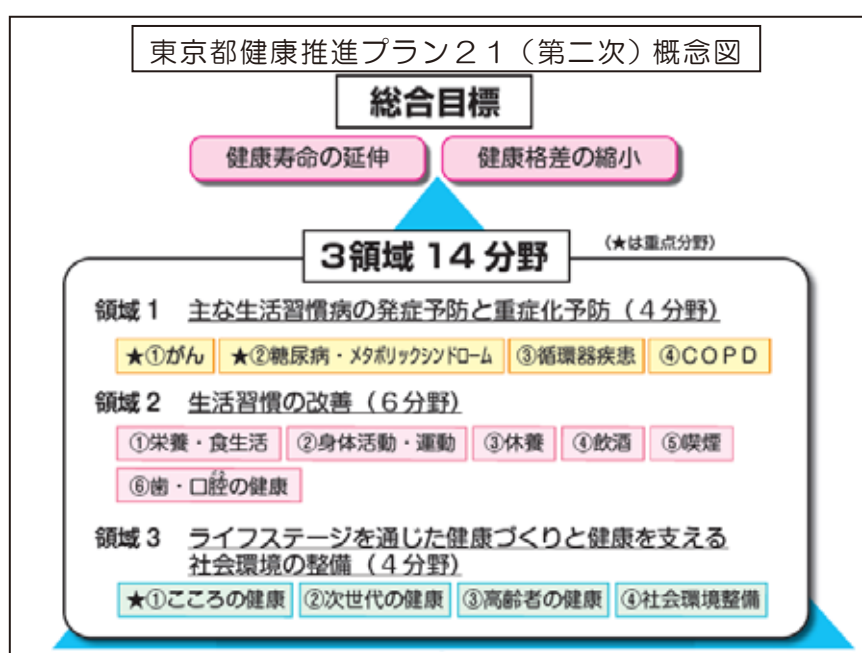 東京都健康推進プラン21(第二次)概念図
総合目標
健康寿命の延伸 健康格差の縮小
3領域 14分野 (★は重点分野)
領域1 主な生活習慣病の発症予防と重症化予防(4分野)
★①がん ★②糖尿病・メタボリックシンドローム ③循環器疾患 ④COPD
領域2 生活習慣の改善(6分野)
①栄養・食生活 ②身体活動・運動 ③休養 ④飲酒 ⑤喫煙
⑥歯・口腔の健康
領域3 ライフステージを通じた健康づくりと健康を支える
社会環境の整備(4分野)
★①こころの健康 ②次世代の健康 ③高齢者の健康 ④社会環境整備